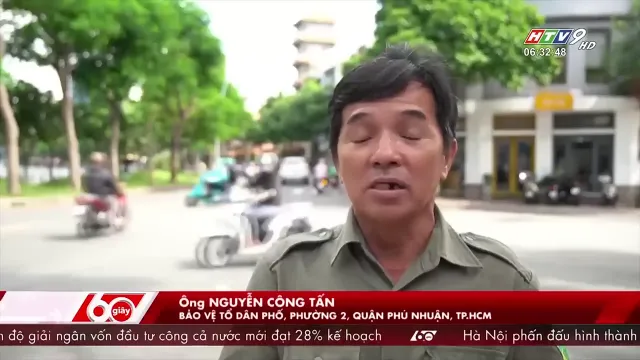 HTV9 HD
06:32:48
60 giây
Ông NGUYỄN CÔNG TẤN
BẢO VỆ TỔ DÂN PHỐ, PHƯỜNG 2, QUẬN PHÚ NHUẬN, TP.HCM
n độ giải ngân vốn đầu tư công cả nước mới đạt 28% kế hoạch 60 giây Hà Nội phấn đấu hình thành